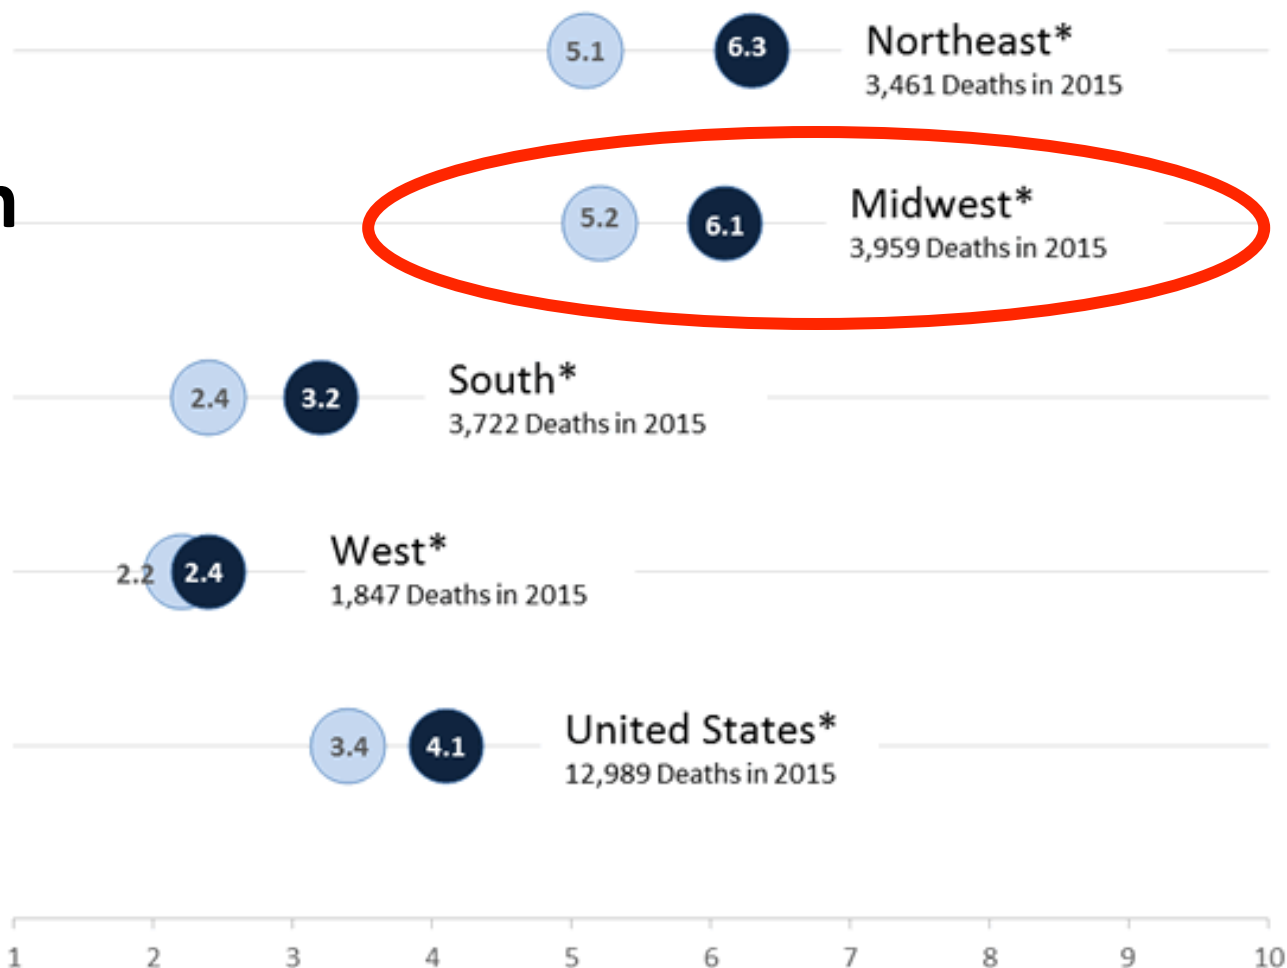 5.1 6.3 Northeast*
3,461 Deaths in 2015
5.2 6.1 Midwest*
3,959 Deaths in 2015
2.4 3.2 South*
3,722 Deaths in 2015
2.2 2.4 West*
1,847 Deaths in 2015
3.4 4.1 United States*
12,989 Deaths in 2015
1 2 3 4 5 6 7 8 9 10